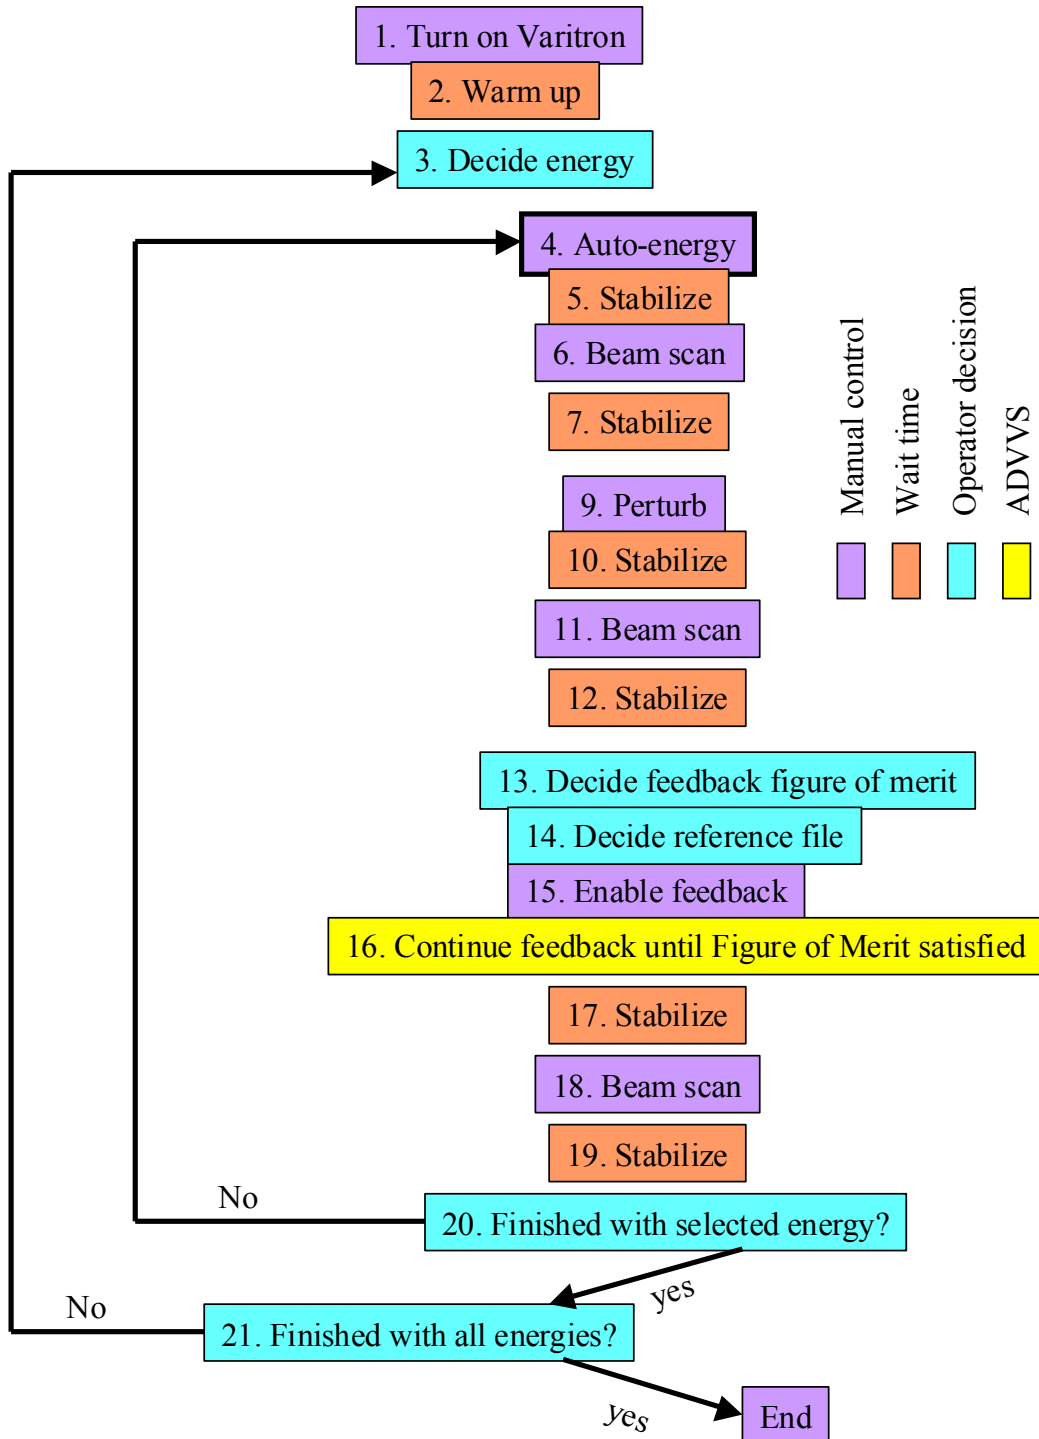 1. Turn on Varitron
2. Warm up
3. Decide energy
4. Auto-energy
5. Stabilize
6. Beam scan
7. Stabilize
9. Perturb
10. Stabilize
11. Beam scan
12. Stabilize
Manual control
Wait time
Operator decision
ADVVS
13. Decide feedback figure of merit
14. Decide reference file
15. Enable feedback
16. Continue feedback until Figure of Merit satisfied
17. Stabilize
18. Beam scan
19. Stabilize
No
20. Finished with selected energy?
yes
No
21. Finished with all energies?
yes
End